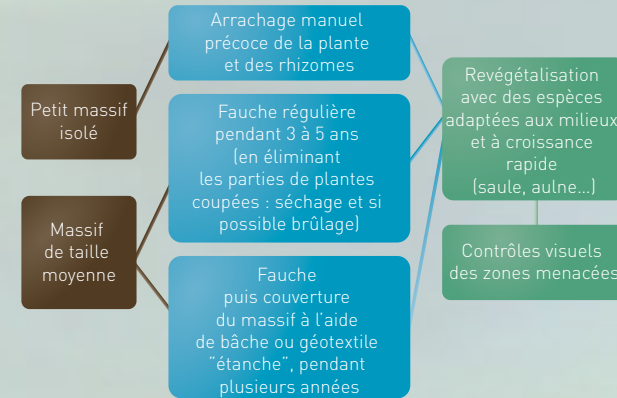 Petit massif
isolé
Massif
de taille
moyenne
Arrachage manuel
précoce de la plante
et des rhizomes
Fauche régulière
pendant 3 à 5 ans
(en éliminant
les parties de plantes
coupées : séchage et si
possible brûlage)
Fauche
puis couverture
du massif à l'aide
de bâche ou géotextile
"étanche", pendant
plusieurs années
Revégétalisation
avec des espèces
adaptées aux milieux
et à croissance
rapide
(saule, aulne...)
Contrôles visuels
des zones menacées